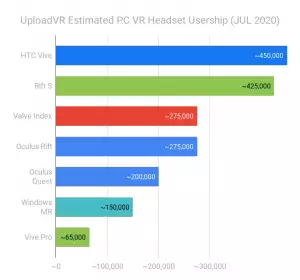 UploadVR Estimated PC VR Headset Usership (JUL 2020)
HTC Vive
~450,000
Rift S
~425,000
Valve Index
~275,000
Oculus Rift
~275,000
Oculus
Quest
~200,000
Windows
MR
~150,000
Vive Pro
~65,000
~0
~100,000
~200,000
~300,000